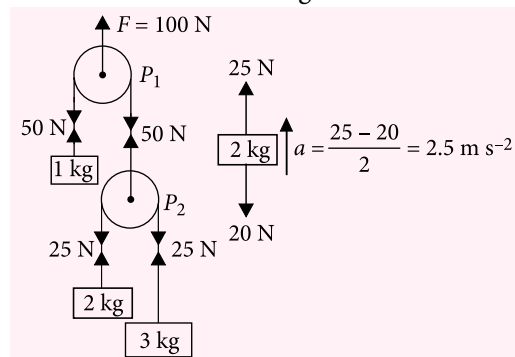 F = 100 N
P₁
50 N
50 N
1 kg
P₂
25 N
25 N
2 kg
3 kg
25 N
2 kg
a = \frac{25 - 20}{2} = 2.5 m s⁻²
20 N